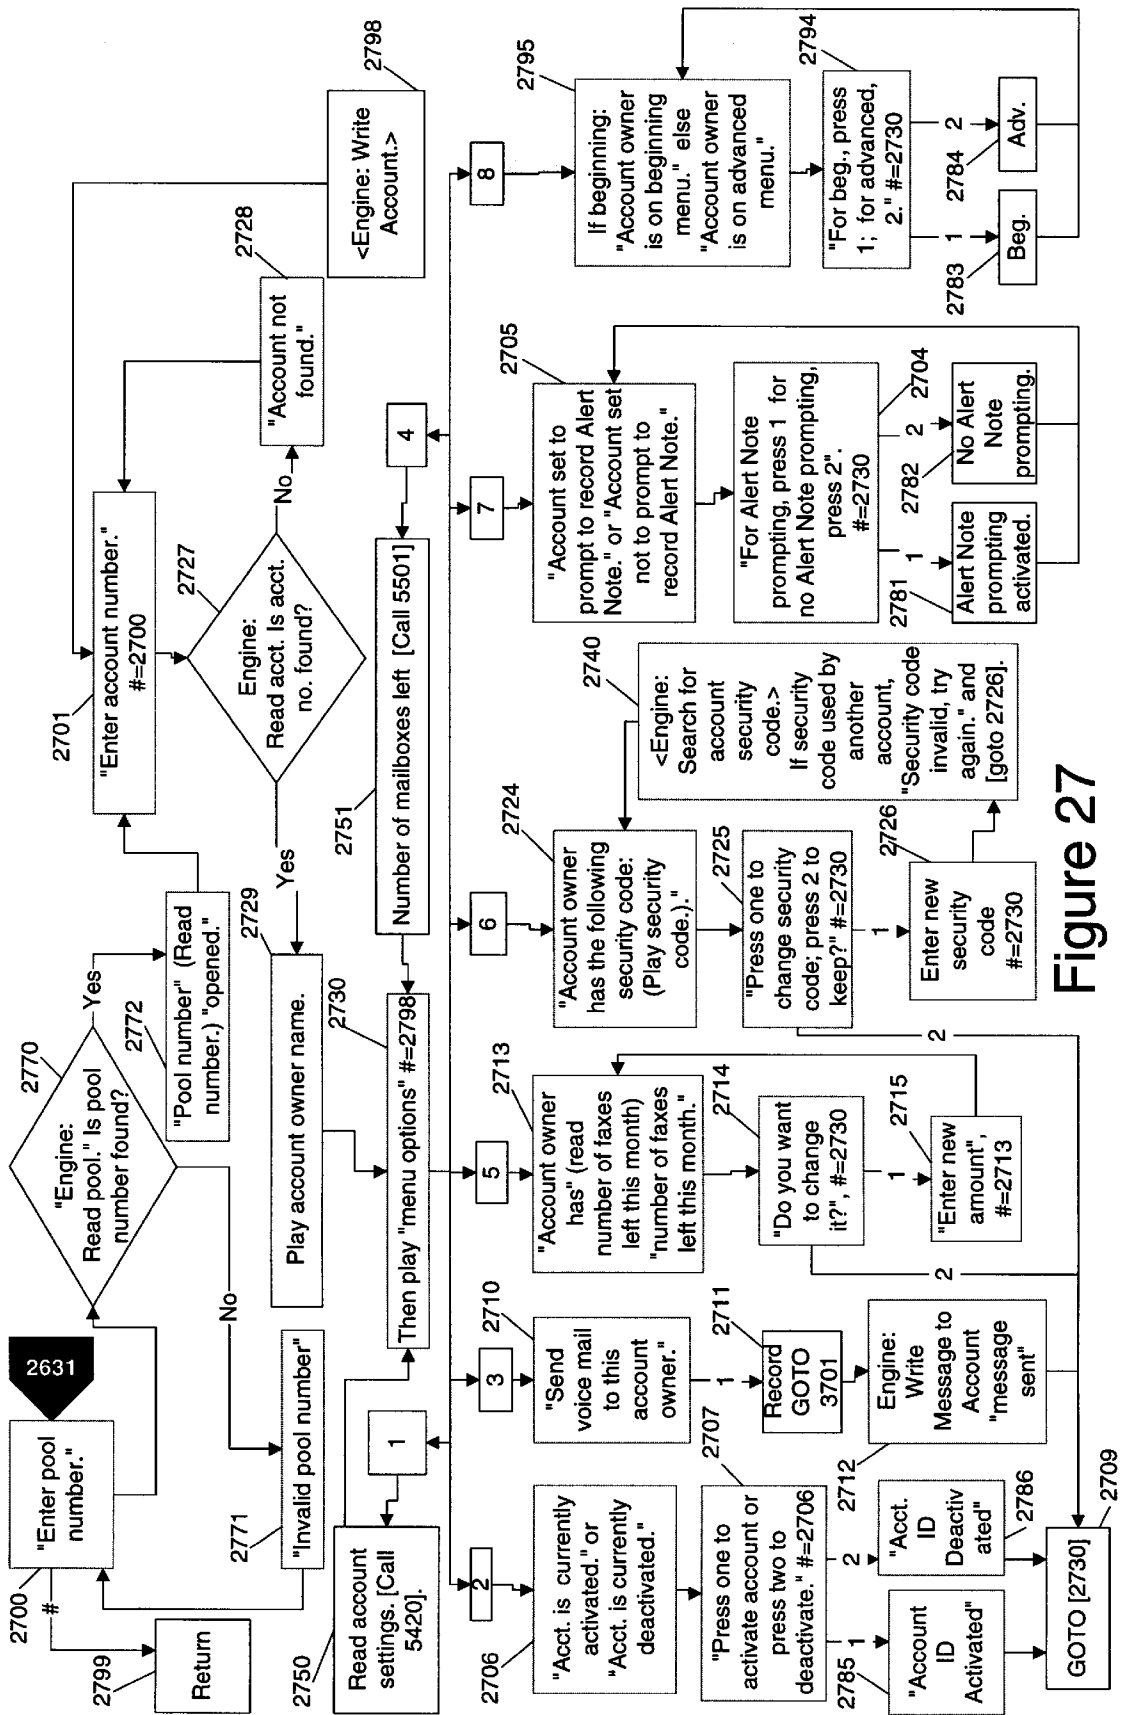 2631
2700
"Enter pool
number."
#
2799
Return
2770
"Engine:
Read pool." Is pool
number found?
Yes
No
2771
"Invalid pool number"
2772
"Pool number" (Read
number.) "opened."
2701
"Enter account number."
#=2700
2727
Engine:
Read acct. Is acct.
no. found?
Yes
No
2728
"Account not
found."
2798
<Engine: Write
Account.>
2729
Play account owner name.
2730
Then play "menu options" #=2798
2750
Read account
settings. [Call
5420].
1
2751
Number of mailboxes left [Call 5501]
4
2
2706
"Acct. is currently
activated." or
"Acct. is currently
deactivated."
2707
"Press one to
activate account or
press two to
deactivate." #=2706
1
2
2785
"Account
ID
Activated"
2786
"Acct.
ID
Deactiv
ated"
2709
GOTO [2730]
3
2710
"Send
voice mail
to this
account
owner."
1
2711
Record
GOTO
3701
2712
Engine:
Write
Message to
Account
"message
sent"
5
2713
"Account owner
has" (read
number of faxes
left this month)
"number of faxes
left this month."
2714
"Do you want
to change
it?", #=2730
1
2
2715
"Enter new
amount",
#=2713
6
2724
"Account owner
has the following
security code:
(Play security
code.)."
2725
"Press one to
change security
code; press 2 to
keep?" #=2730
1
2
2726
Enter new
security
code
#=2730
2740
<Engine:
Search for
account
security
code.>
If security
code used by
another
account,
"Security code
invalid, try
again." and
[goto 2726].
7
2705
"Account set to
prompt to record Alert
Note." or "Account set
not to prompt to
record Alert Note."
2704
"For Alert Note
prompting, press 1 for
no Alert Note prompting,
press 2".
#=2730
1
2
2781
Alert Note
prompting
activated.
2782
No Alert
Note
prompting.
8
2795
If beginning:
"Account owner
is on beginning
menu." else
"Account owner
is on advanced
menu."
2794
"For beg., press
1; for advanced,
2." #=2730
1
2
2783
Beg.
2784
Adv.
Figure 27